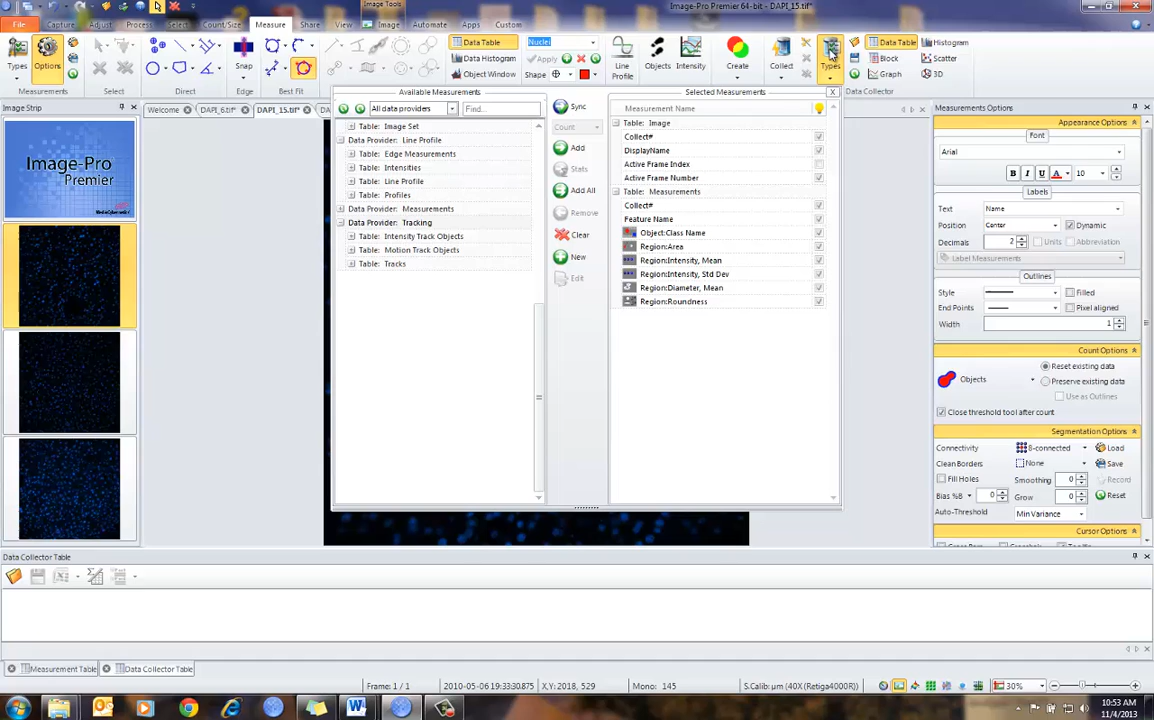 Image Tools
Image-Pro Premier 64-bit - DAPI_15.tif*
File Capture Adjust Process Select Count/Size Measure Share View Image Automate Apps Custom
Types Options Snap Data Table Nuclei Line Profile Objects Intensity Create Collect Types Data Table Histogram
Apply Data Histogram Block Scatter
Object Window Shape Graph 3D
Measurements Select Direct Edge Best Fit Data Collector
Image Strip
Welcome DAPI_6.tif* DAPI_15.tif* D
Available Measurements
Selected Measurements
All data providers Find...
Table: Image Set
Data Provider: Line Profile
Table: Edge Measurements
Table: Intensities
Table: Line Profile
Table: Profiles
Data Provider: Measurements
Data Provider: Tracking
Table: Intensity Track Objects
Table: Motion Track Objects
Table: Tracks
Sync
Count
Add
Stats
Add All
Remove
Clear
New
Edit
Measurement Name
Table: Image
Collect#
DisplayName
Active Frame Index
Active Frame Number
Table: Measurements
Collect#
Feature Name
Object:Class Name
Region:Area
Region:Intensity, Mean
Region:Intensity, Std Dev
Region:Diameter, Mean
Region:Roundness
Image-Pro
Premier
Measurements Options
Appearance Options
Font
Arial
B I U A 10
Labels
Text Name
Position Center Dynamic
Decimals 2 Units Abbreviation
Label Measurements
Outlines
Style Filled
End Points Pixel aligned
Width 1
Count Options
Objects
Reset existing data
Preserve existing data
Use as Outlines
Close threshold tool after count
Segmentation Options
Connectivity 8-connected Load
Clean Borders None Save
Fill Holes Smoothing 0 Record
Bias %B 0 Grow 0 Reset
Auto-Threshold Min Variance
Cursor Options
Data Collector Table
Measurement Table Data Collector Table
Frame: 1 / 1 2010-05-06 19:33:30.875 X,Y: 2018, 529 Mono: 145 S.Calib: µm (40X (Retiga4000R)) 30%
10:53 AM
11/4/2013